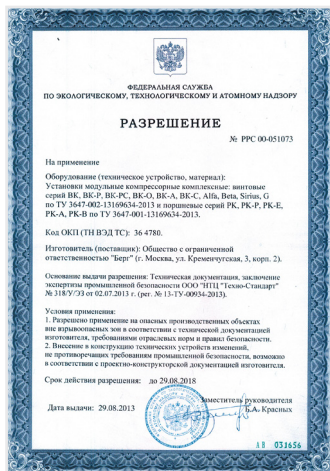 ФЕДЕРАЛЬНАЯ СЛУЖБА
ПО ЭКОЛОГИЧЕСКОМУ, ТЕХНОЛОГИЧЕСКОМУ И АТОМНОМУ НАДЗОРУ
РАЗРЕШЕНИЕ
№ РРС 00-051073
На применение
Оборудование (техническое устройство, материал):
Установки модульные компрессорные комплексные: винтовые
серий ВК, ВК-Р, ВК-РС, ВК-О, ВК-А, ВК-С, Alfa, Beta, Sirius, G
по ТУ 3647-002-13169634-2013 и поршневые серий РК, РК-Р, РК-Е,
РК-А, РК-В по ТУ 3647-001-13169634-2013.
Код ОКП (ТН ВЭД ТС): 36 4780.
Изготовитель (поставщик): Общество с ограниченной
ответственностью "Берг" (г. Москва, ул. Кременчугская, 3, корп. 2).
Основание выдачи разрешения: Техническая документация, заключение
экспертизы промышленной безопасности ООО "НТЦ "Техно-Стандарт"
№ 318/У/ЭЗ от 02.07.2013 г. (рег. № 13-ТУ-00934-2013).
Условия применения:
1. Разрешено применение на опасных производственных объектах
вне взрывоопасных зон в соответствии с технической документацией
изготовителя, требованиями отраслевых норм и правил безопасности.
2. Внесение в конструкцию технических устройств изменений,
не противоречащих требованиям промышленной безопасности, возможно
в соответствии с проектно-конструкторской документацией изготовителя.
Срок действия разрешения: до 29.08.2018
Заместитель руководителя
Дата выдачи: 29.08.2013
Б.А. Красных
АВ 031656